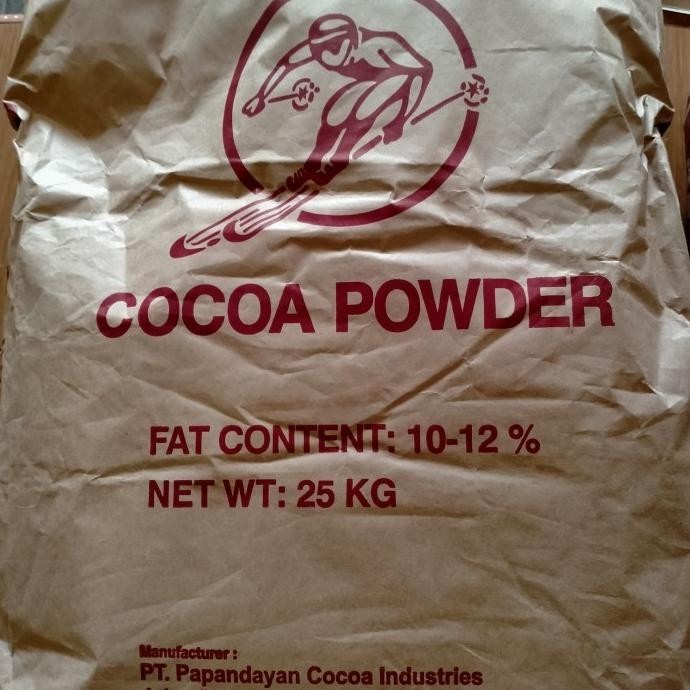 COCOA POWDER
FAT CONTENT: 10-12 %
NET WT: 25 KG
Manufacturer :
PT. Papandayan Cocoa Industries